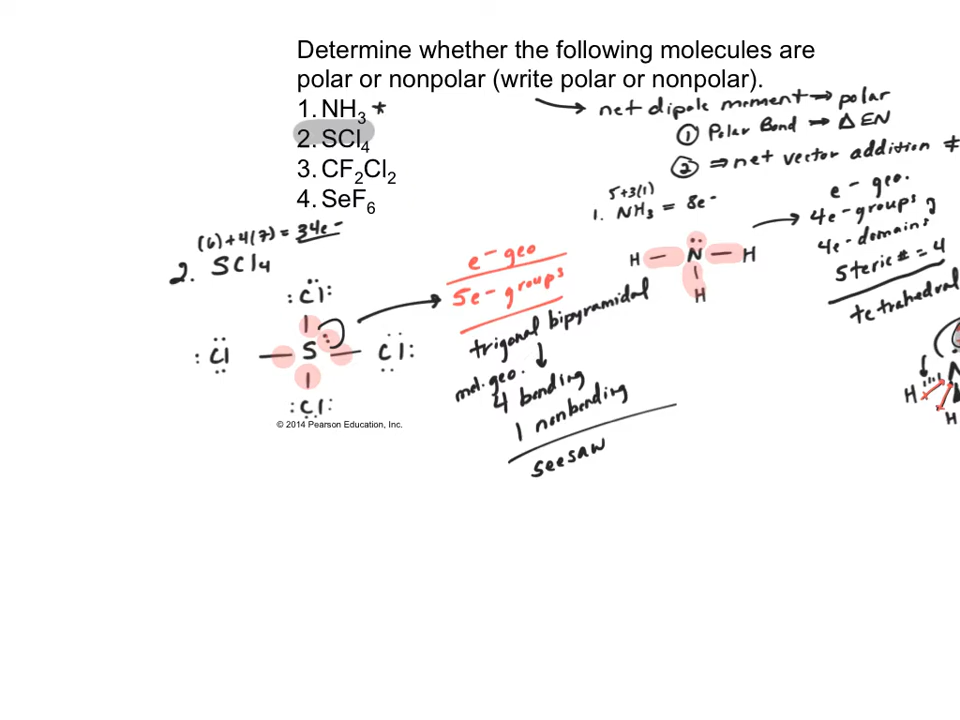 Determine whether the following molecules are
polar or nonpolar (write polar or nonpolar).
1. NH3 *
2. SCl4
3. CF2Cl2
4. SeF6
net dipole moment → polar
① Polar Bond ⇒ Δ EN
② ⇒ net vector addition ≠
5+3(1)
1. NH3 = 8e-
H — N — H
H
e- geo.
4e- groups
4e- domains
Steric # = 4
tetrahedral
N
H
H
(6)+4(7) = 34e-
2. SCl4
:Cl:
:Cl — S — Cl:
:Cl:
e- geo
5e- groups
trigonal bipyramidal
mol. geo.
4 bonding
1 nonbonding
seesaw
© 2014 Pearson Education, Inc.